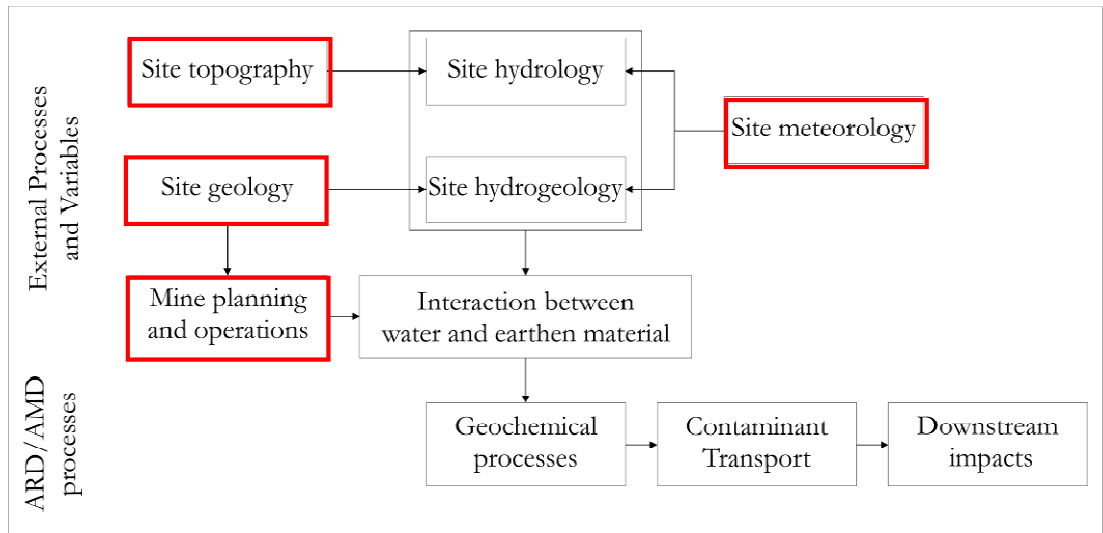 External Processes
and Variables
Site topography
Site hydrology
Site meteorology
Site geology
Site hydrogeology
Mine planning
and operations
Interaction between
water and earthen material
ARD/AMD
processes
Geochemical
processes
Contaminant
Transport
Downstream
impacts